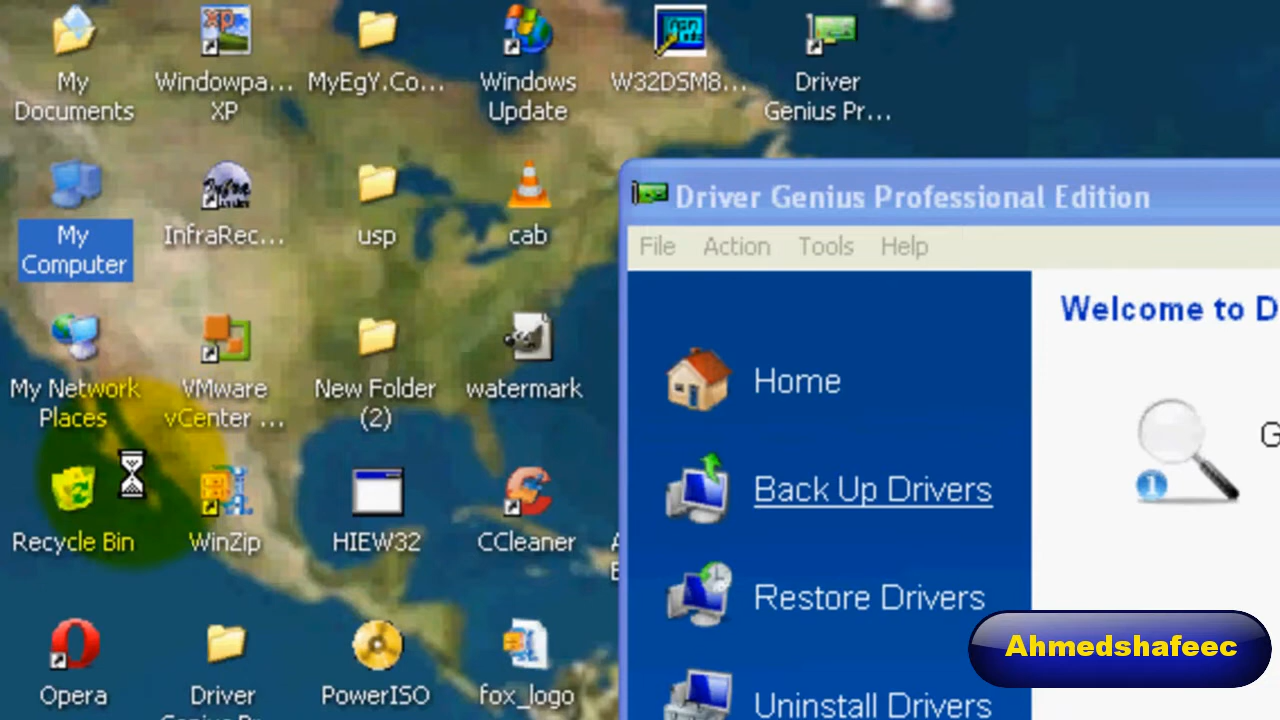 My
Documents
Windowpa...
XP
MyEgY.Co...
Windows
Update
W32DSM8...
Driver
Genius Pr...
My
Computer
InfraRec...
usp
cab
My Network
Places
VMware
vCenter ...
New Folder
(2)
watermark
Recycle Bin
WinZip
HIEW32
CCleaner
Opera
Driver
PowerISO
fox_logo
Driver Genius Professional Edition
File Action Tools Help
Welcome to D
Home
Back Up Drivers
Restore Drivers
Uninstall Drivers
Ahmedshafeec